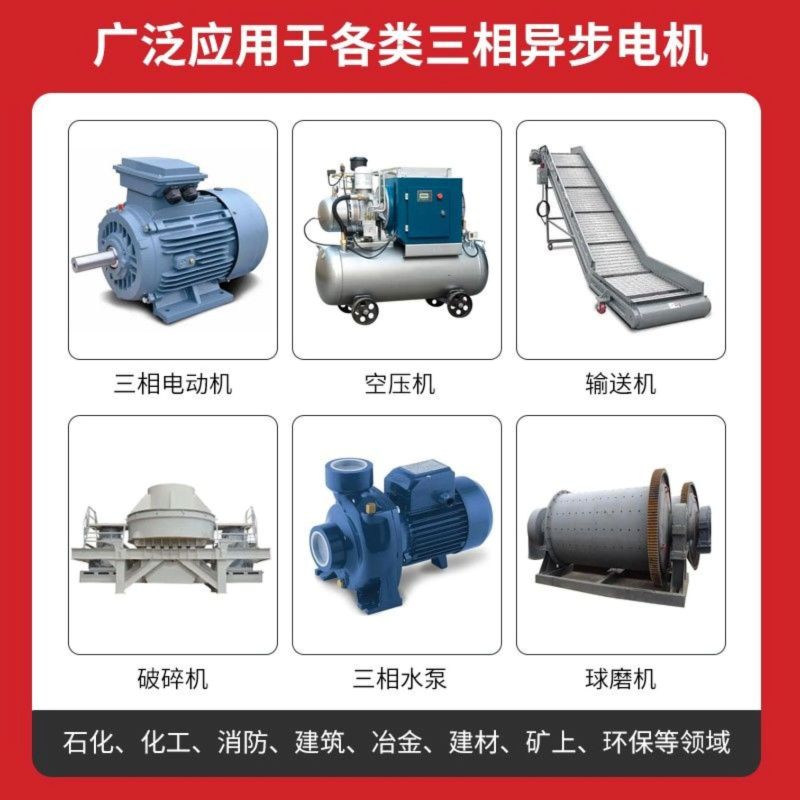 广泛应用于各类三相异步电机
三相电动机
空压机
输送机
破碎机
三相水泵
球磨机
石化、化工、消防、建筑、冶金、建材、矿上、环保等领域